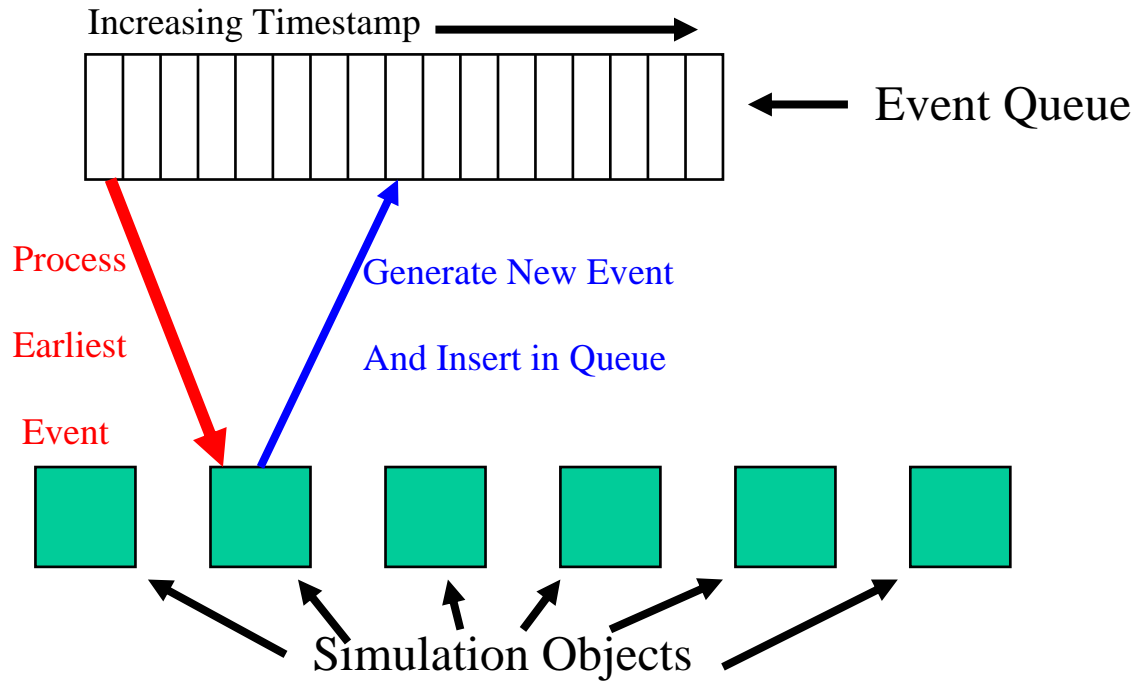 Increasing Timestamp
Event Queue
Process
Earliest
Event
Generate New Event
And Insert in Queue
Simulation Objects